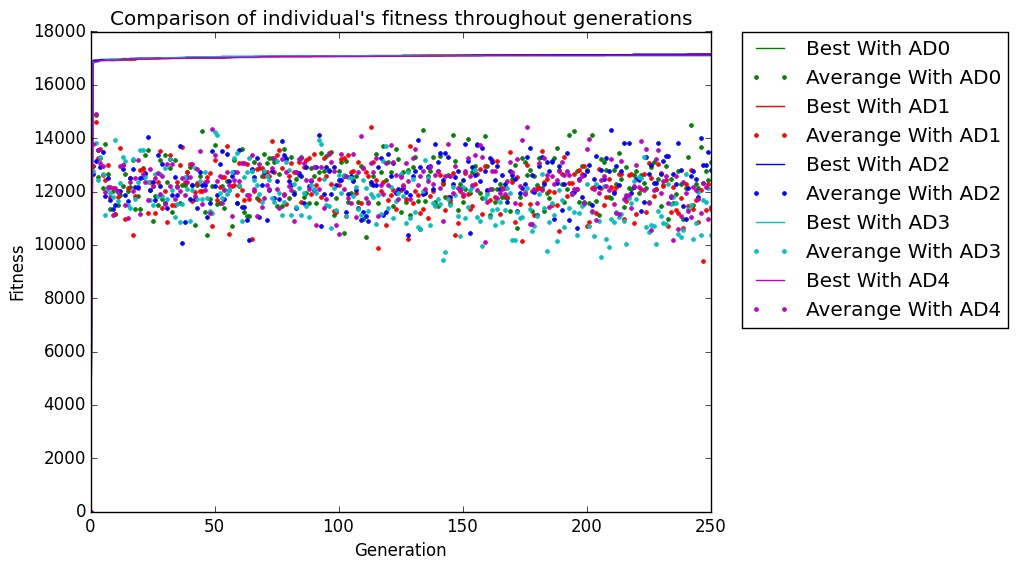 Comparison of individual's fitness throughout generations
18000
16000
14000
12000
10000
8000
6000
4000
2000
0
Fitness
0 50 100 150 200 250
Generation
Best With AD0
Averange With AD0
Best With AD1
Averange With AD1
Best With AD2
Averange With AD2
Best With AD3
Averange With AD3
Best With AD4
Averange With AD4